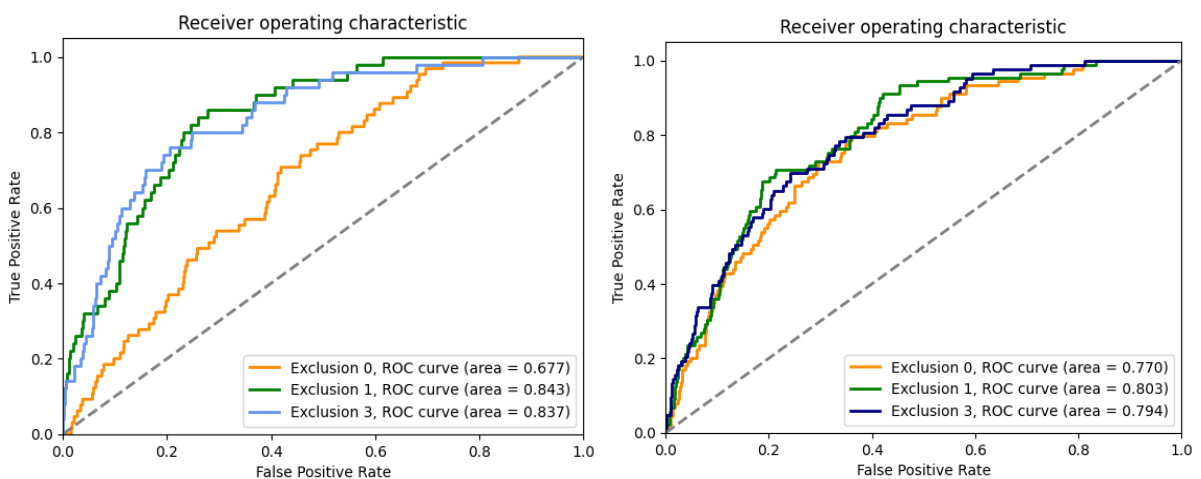 Receiver operating characteristic
True Positive Rate
1.0
0.8
0.6
0.4
0.2
0.0
Exclusion 0, ROC curve (area = 0.677)
Exclusion 1, ROC curve (area = 0.843)
Exclusion 3, ROC curve (area = 0.837)
0.0 0.2 0.4 0.6 0.8 1.0
False Positive Rate
Receiver operating characteristic
True Positive Rate
1.0
0.8
0.6
0.4
0.2
0.0
Exclusion 0, ROC curve (area = 0.770)
Exclusion 1, ROC curve (area = 0.803)
Exclusion 3, ROC curve (area = 0.794)
0.0 0.2 0.4 0.6 0.8 1.0
False Positive Rate